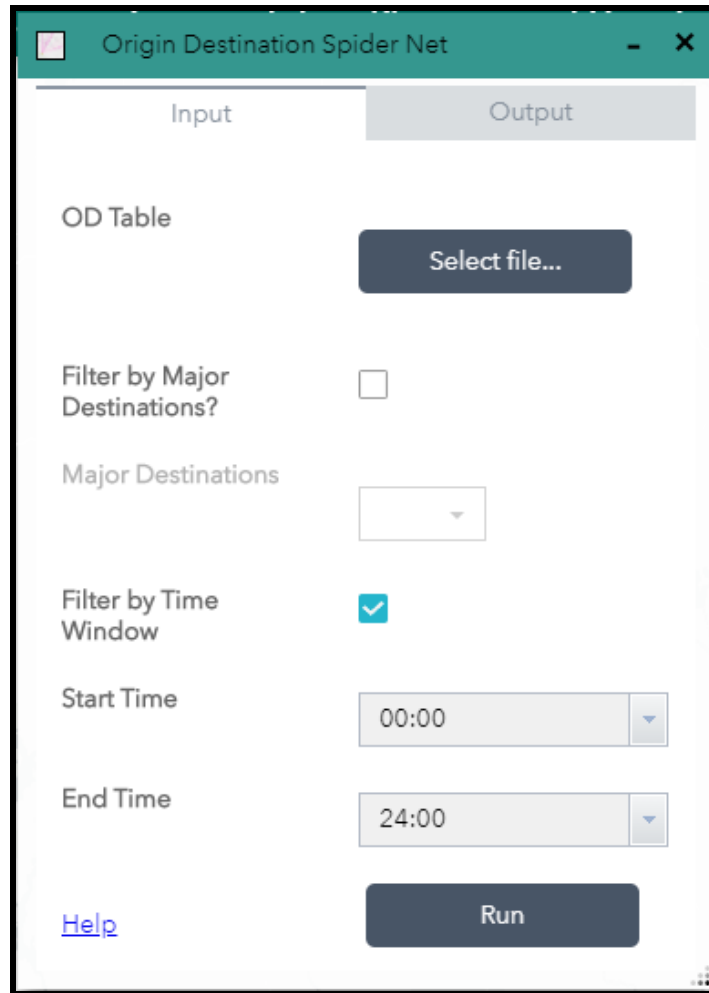 Origin Destination Spider Net
Input
Output
OD Table
Select file...
Filter by Major
Destinations?
Major Destinations
Filter by Time
Window
Start Time
00:00
End Time
24:00
Help
Run